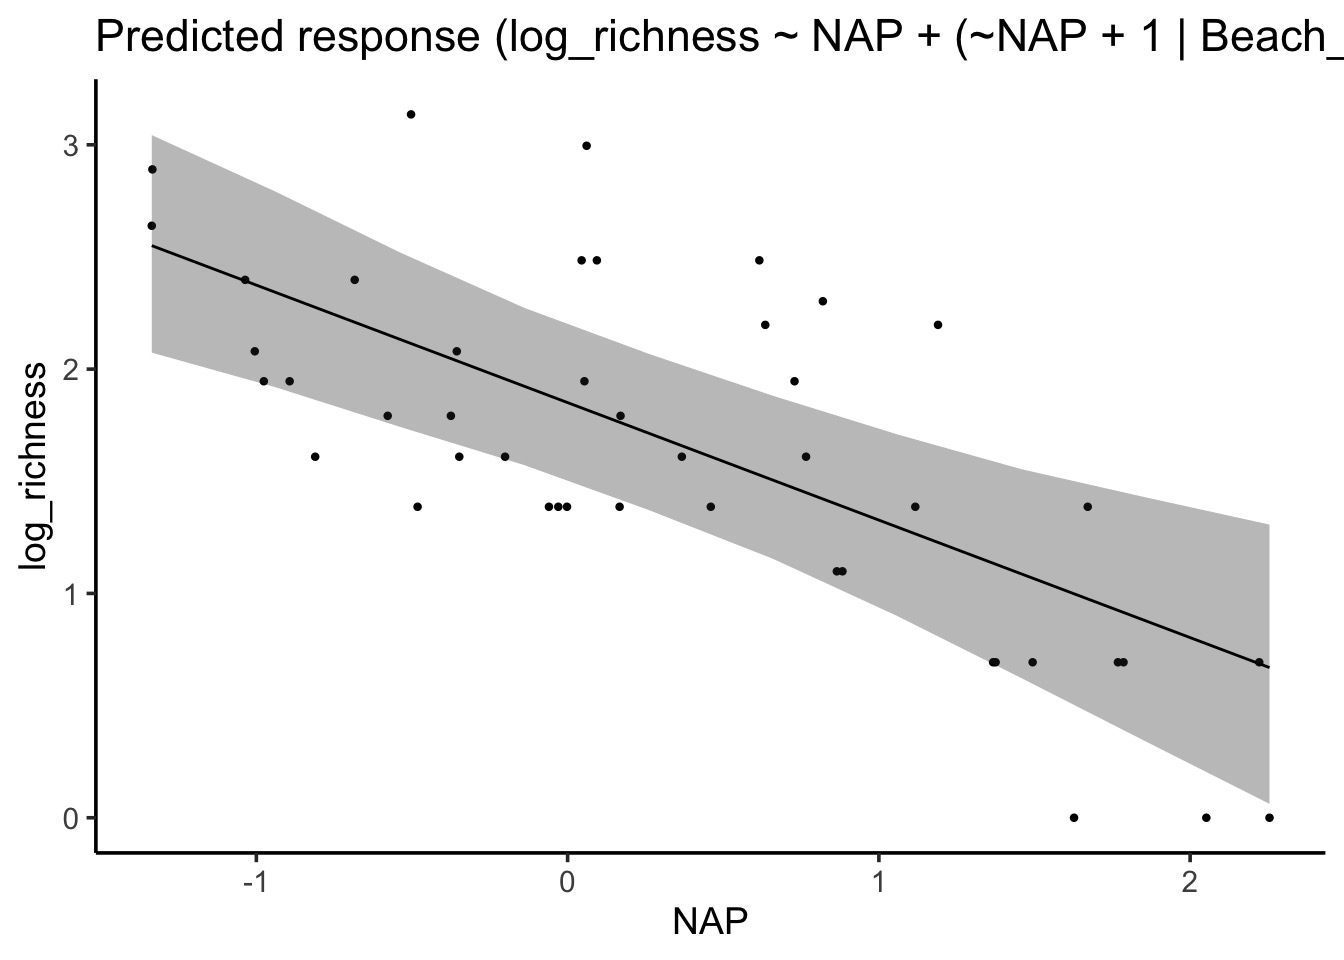 Predicted response (log_richness ~ NAP + (~NAP + 1 | Beach_
log_richness
3
2
1
0
-1
0
1
2
NAP